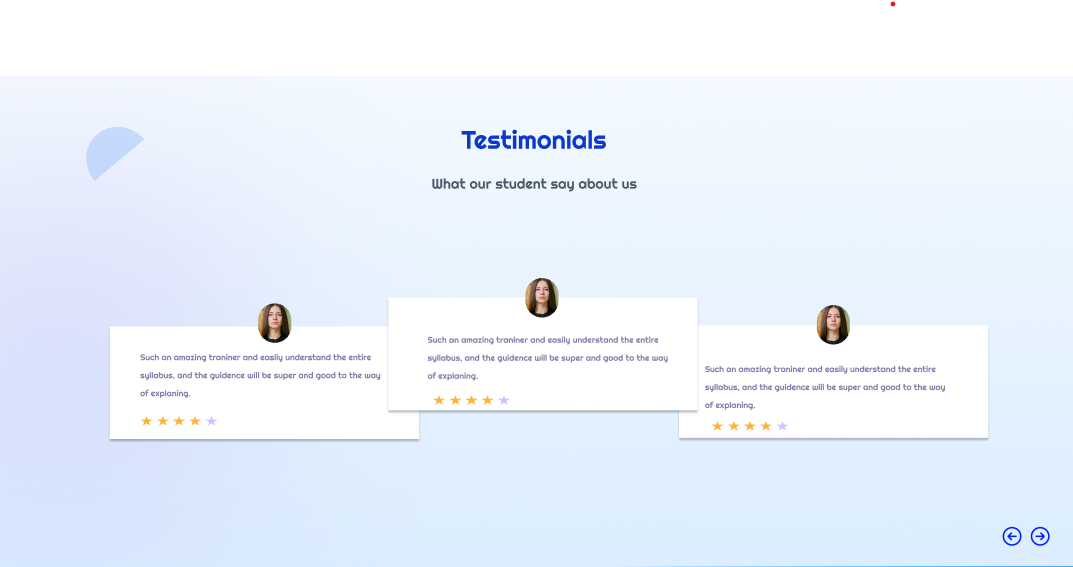 Testimonials
What our student say about us
Such an amazing traniner and easily understand the entire
syllabus, and the guidence will be super and good to the way
of explaning.
Such an amazing traniner and easily understand the entire
syllabus, and the guidence will be super and good to the way
of explaning.
Such an amazing traniner and easily understand the entire
syllabus, and the guidence will be super and good to the way
of exploning.